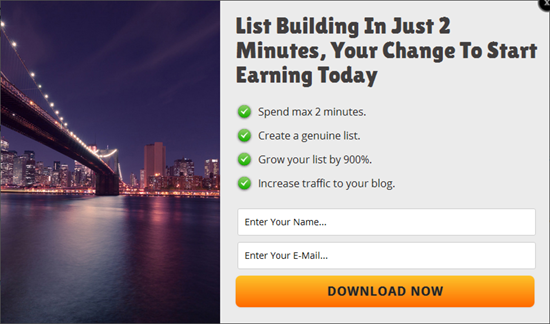 List Building In Just 2
Minutes, Your Change To Start
Earning Today
Spend max 2 minutes.
Create a genuine list.
Grow your list by 900%.
Increase traffic to your blog.
Enter Your Name...
Enter Your E-Mail...
DOWNLOAD NOW